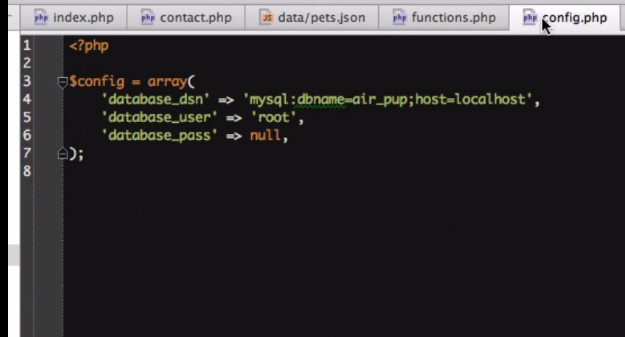 php index.php php contact.php JS data/pets.json php functions.php php config.php
1 <?php
2
3 $config = array(
4 'database_dsn' => 'mysql:dbname=air_pup;host=localhost',
5 'database_user' => 'root',
6 'database_pass' => null,
7 );
8